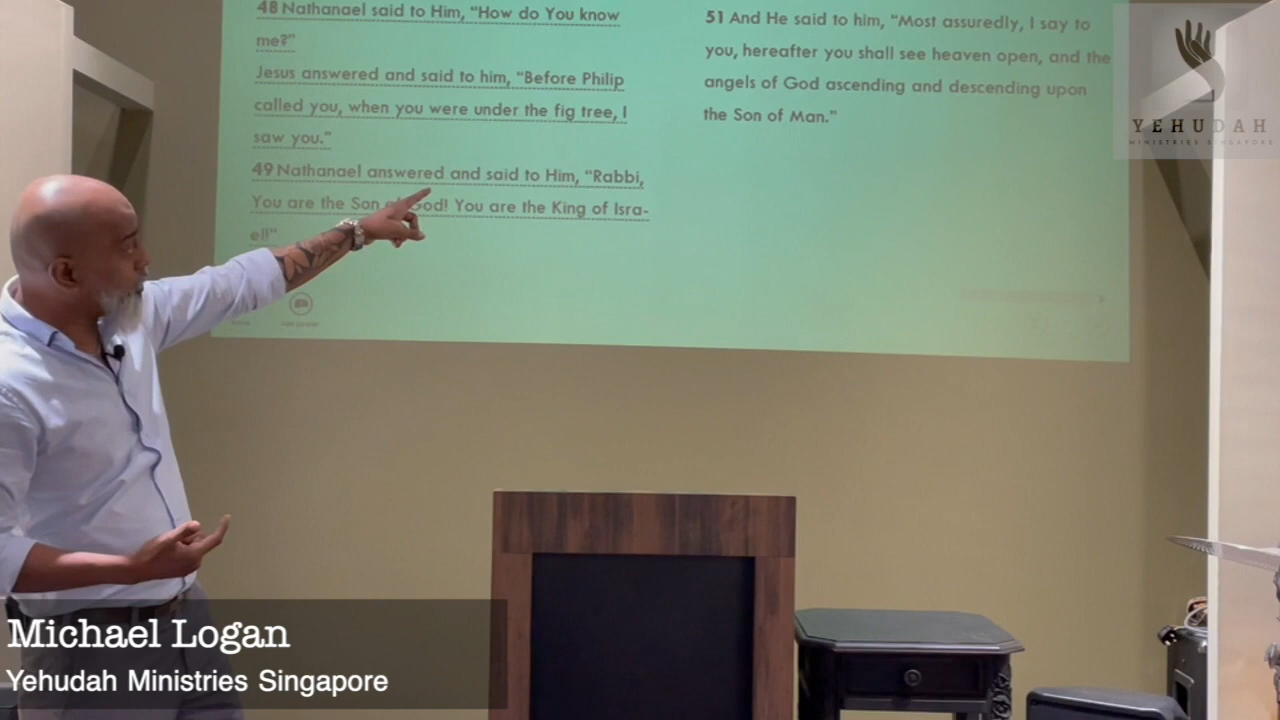 48 Nathanael said to Him, “How do You know
me?”
Jesus answered and said to him, “Before Philip
called you, when you were under the fig tree, I
saw you.”
49 Nathanael answered and said to Him, “Rabbi,
You are the Son of God! You are the King of Isra-
el!”
51 And He said to him, “Most assuredly, I say to
you, hereafter you shall see heaven open, and the
angels of God ascending and descending upon
the Son of Man.”
YEHUDAH
MINISTRIES SINGAPORE
Michael Logan
Yehudah Ministries Singapore